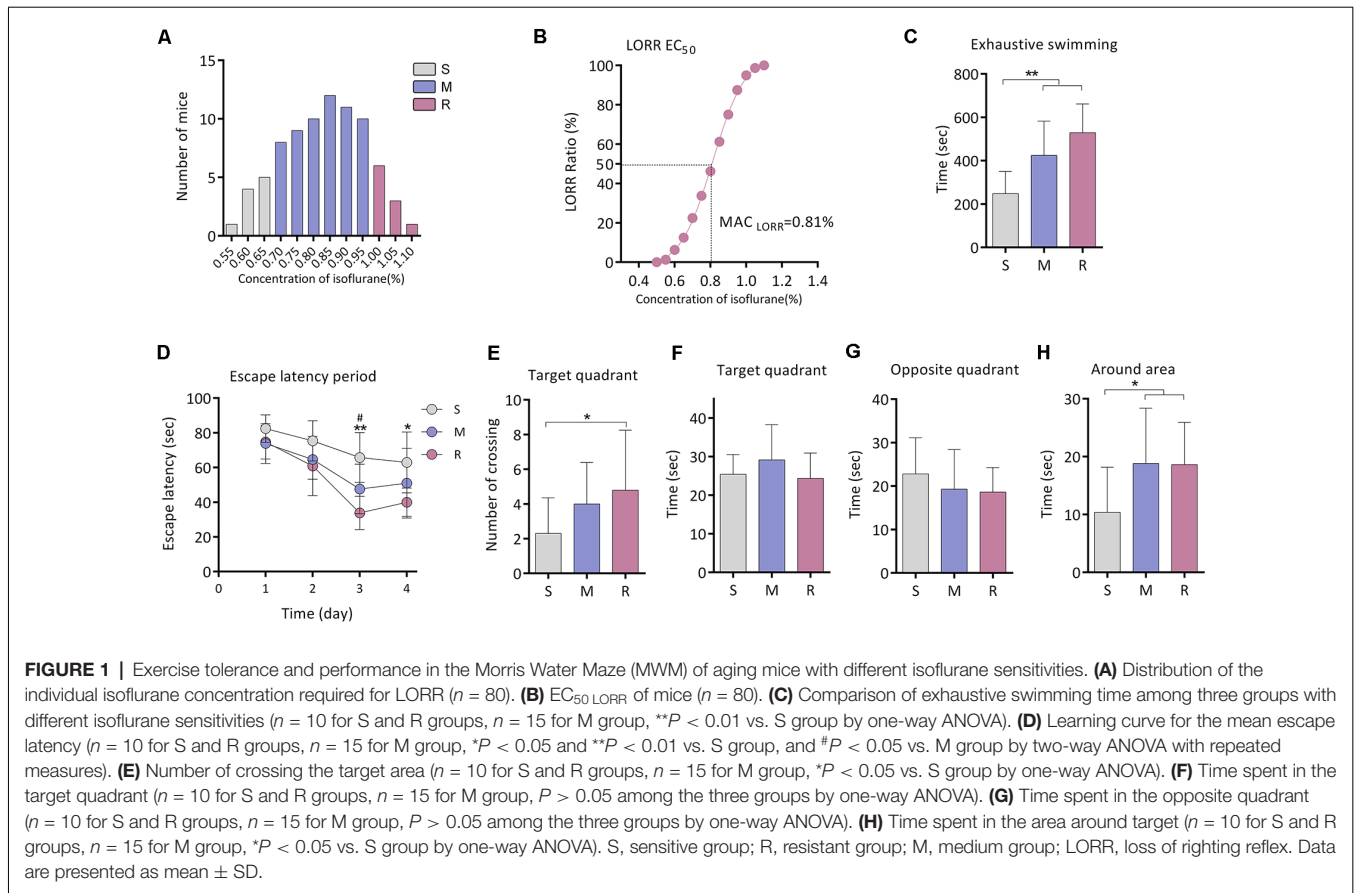 A
15
10
5
0
Number of mice
S
M
R
0.55
0.60
0.65
0.70
0.75
0.80
0.85
0.90
0.95
1.00
1.05
1.10
Concentration of isoflurane(%)
B
LORR EC50
100
80
60
50
40
20
0
LORR Ratio (%)
MAC LORR=0.81%
0.4 0.6 0.8 1.0 1.2 1.4
Concentration of isoflurane(%)
C
Exhaustive swimming
**
800
600
400
200
0
Time (sec)
S M R
D
Escape latency period
100
80
60
40
20
0
Escape latency (sec)
#
**
*
S
M
R
0 1 2 3 4
Time (day)
E
Target quadrant
10
8
6
4
2
0
Number of crossing
*
S M R
F
Target quadrant
40
30
20
10
0
Time (sec)
S M R
G
Opposite quadrant
40
30
20
10
0
Time (sec)
S M R
H
Around area
*
30
20
10
0
Time (sec)
S M R
FIGURE 1 | Exercise tolerance and performance in the Morris Water Maze (MWM) of aging mice with different isoflurane sensitivities. (A) Distribution of the
individual isoflurane concentration required for LORR (n = 80). (B) EC50 LORR of mice (n = 80). (C) Comparison of exhaustive swimming time among three groups with
different isoflurane sensitivities (n = 10 for S and R groups, n = 15 for M group, **P < 0.01 vs. S group by one-way ANOVA). (D) Learning curve for the mean escape
latency (n = 10 for S and R groups, n = 15 for M group, *P < 0.05 and **P < 0.01 vs. S group, and #P < 0.05 vs. M group by two-way ANOVA with repeated
measures). (E) Number of crossing the target area (n = 10 for S and R groups, n = 15 for M group, *P < 0.05 vs. S group by one-way ANOVA). (F) Time spent in the
target quadrant (n = 10 for S and R groups, n = 15 for M group, P > 0.05 among the three groups by one-way ANOVA). (G) Time spent in the opposite quadrant
(n = 10 for S and R groups, n = 15 for M group, P > 0.05 among the three groups by one-way ANOVA). (H) Time spent in the area around target (n = 10 for S and R
groups, n = 15 for M group, *P < 0.05 vs. S group by one-way ANOVA). S, sensitive group; R, resistant group; M, medium group; LORR, loss of righting reflex. Data
are presented as mean ± SD.